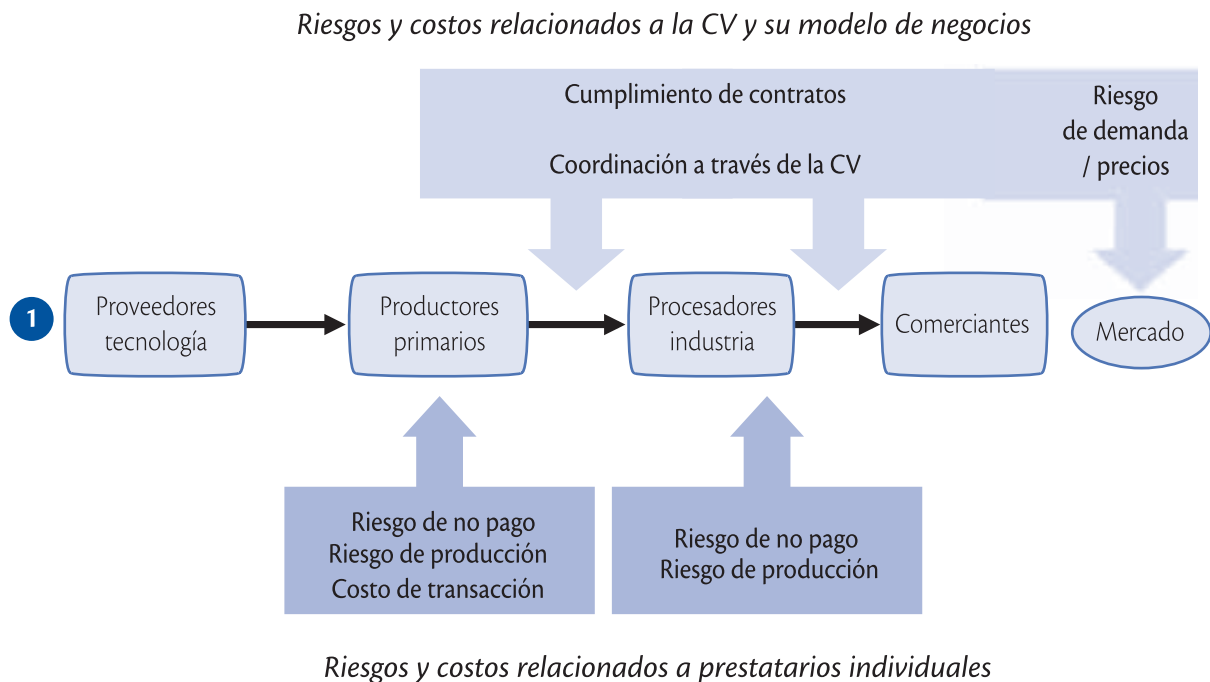 Riesgos y costos relacionados a la CV y su modelo de negocios
Cumplimiento de contratos
Coordinación a través de la CV
Riesgo
de demanda
/ precios
1
Proveedores
tecnología
Productores
primarios
Procesadores
industria
Comerciantes
Mercado
Riesgo de no pago
Riesgo de producción
Costo de transacción
Riesgo de no pago
Riesgo de producción
Riesgos y costos relacionados a prestatarios individuales